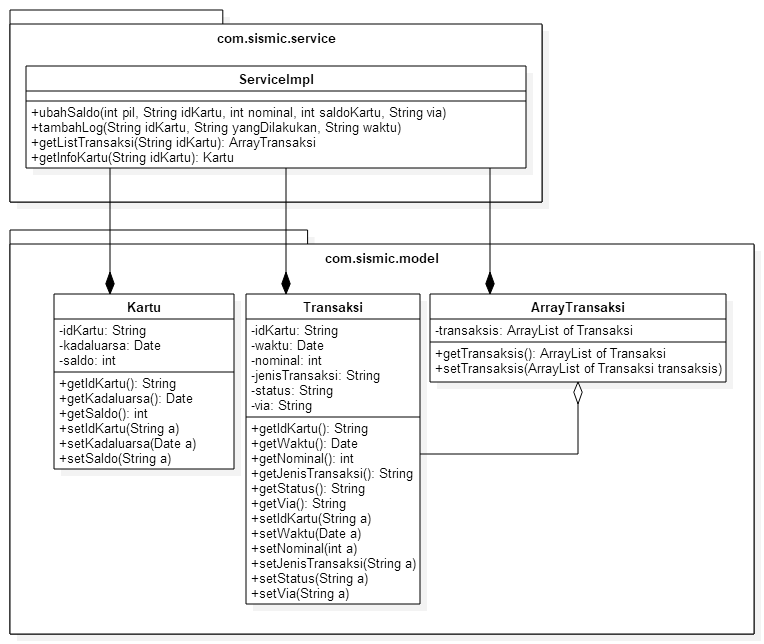 com.sismic.service
ServiceImpl
+ubahSaldo(int pil, String idKartu, int nominal, int saldoKartu, String via)
+tambahLog(String idKartu, String yangDilakukan, String waktu)
+getListTransaksi(String idKartu): ArrayTransaksi
+getInfoKartu(String idKartu): Kartu
com.sismic.model
Kartu
-idKartu: String
-kadaluarsa: Date
-saldo: int
+getIdKartu(): String
+getKadaluarsa(): Date
+getSaldo(): int
+setIdKartu(String a)
+setKadaluarsa(Date a)
+setSaldo(String a)
Transaksi
-idKartu: String
-waktu: Date
-nominal: int
-jenisTransaksi: String
-status: String
-via: String
+getIdKartu(): String
+getWaktu(): Date
+getNominal(): int
+getJenisTransaksi(): String
+getStatus(): String
+getVia(): String
+setIdKartu(String a)
+setWaktu(Date a)
+setNominal(int a)
+setJenisTransaksi(String a)
+setStatus(String a)
+setVia(String a)
ArrayTransaksi
-transaksis: ArrayList of Transaksi
+getTransaksis(): ArrayList of Transaksi
+setTransaksis(ArrayList of Transaksi transaksis)